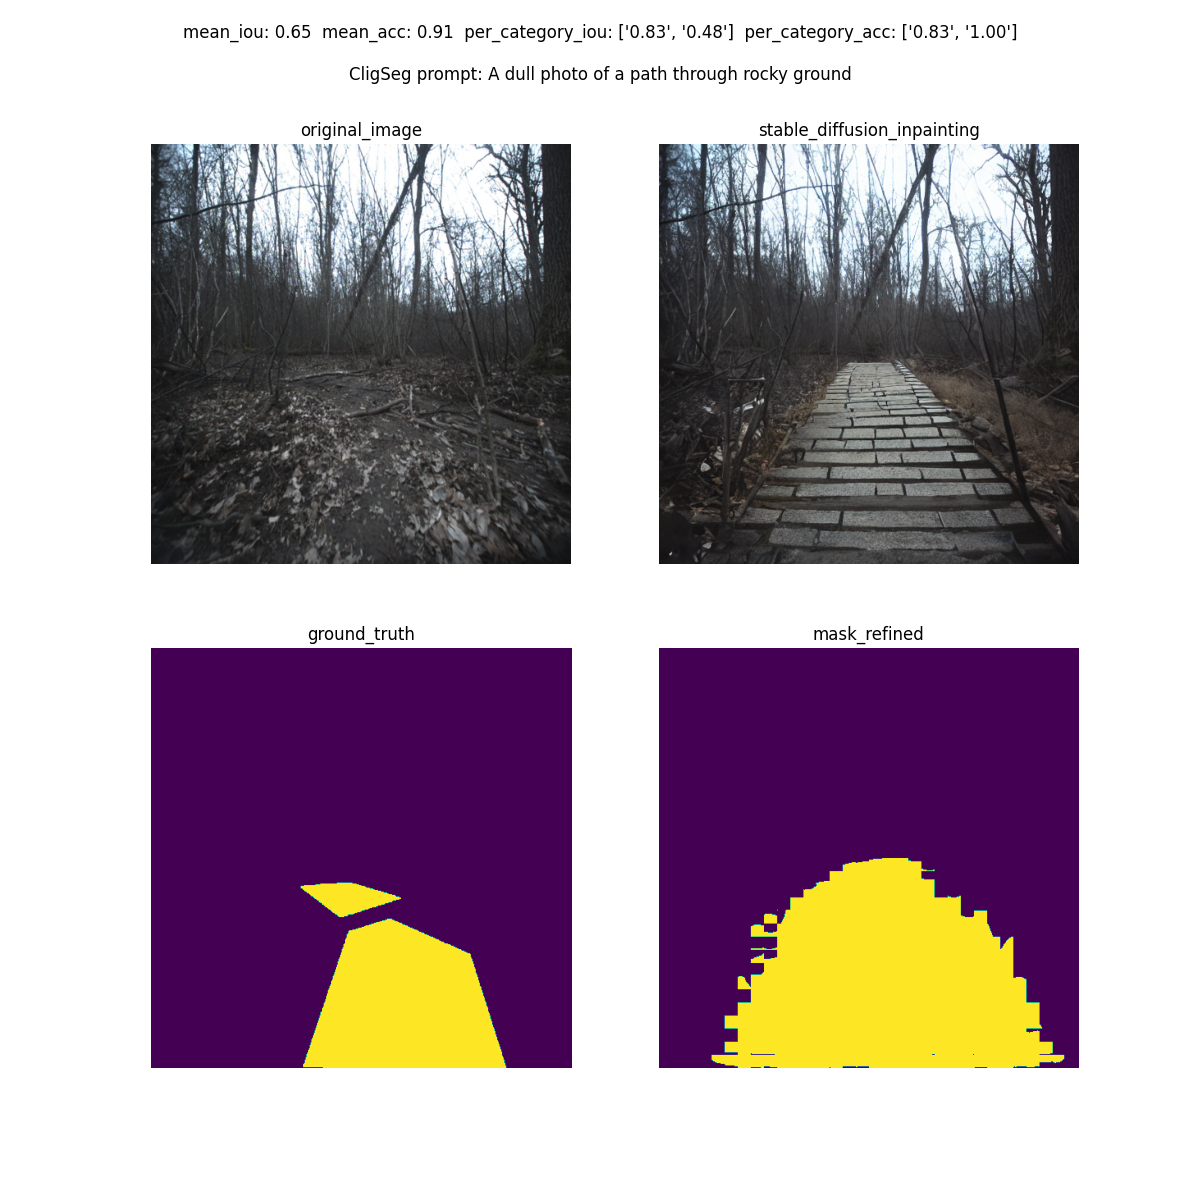 mean_iou: 0.65  mean_acc: 0.91  per_category_iou: ['0.83', '0.48']  per_category_acc: ['0.83', '1.00']
CligSeg prompt: A dull photo of a path through rocky ground
original_image
stable_diffusion_inpainting
ground_truth
mask_refined